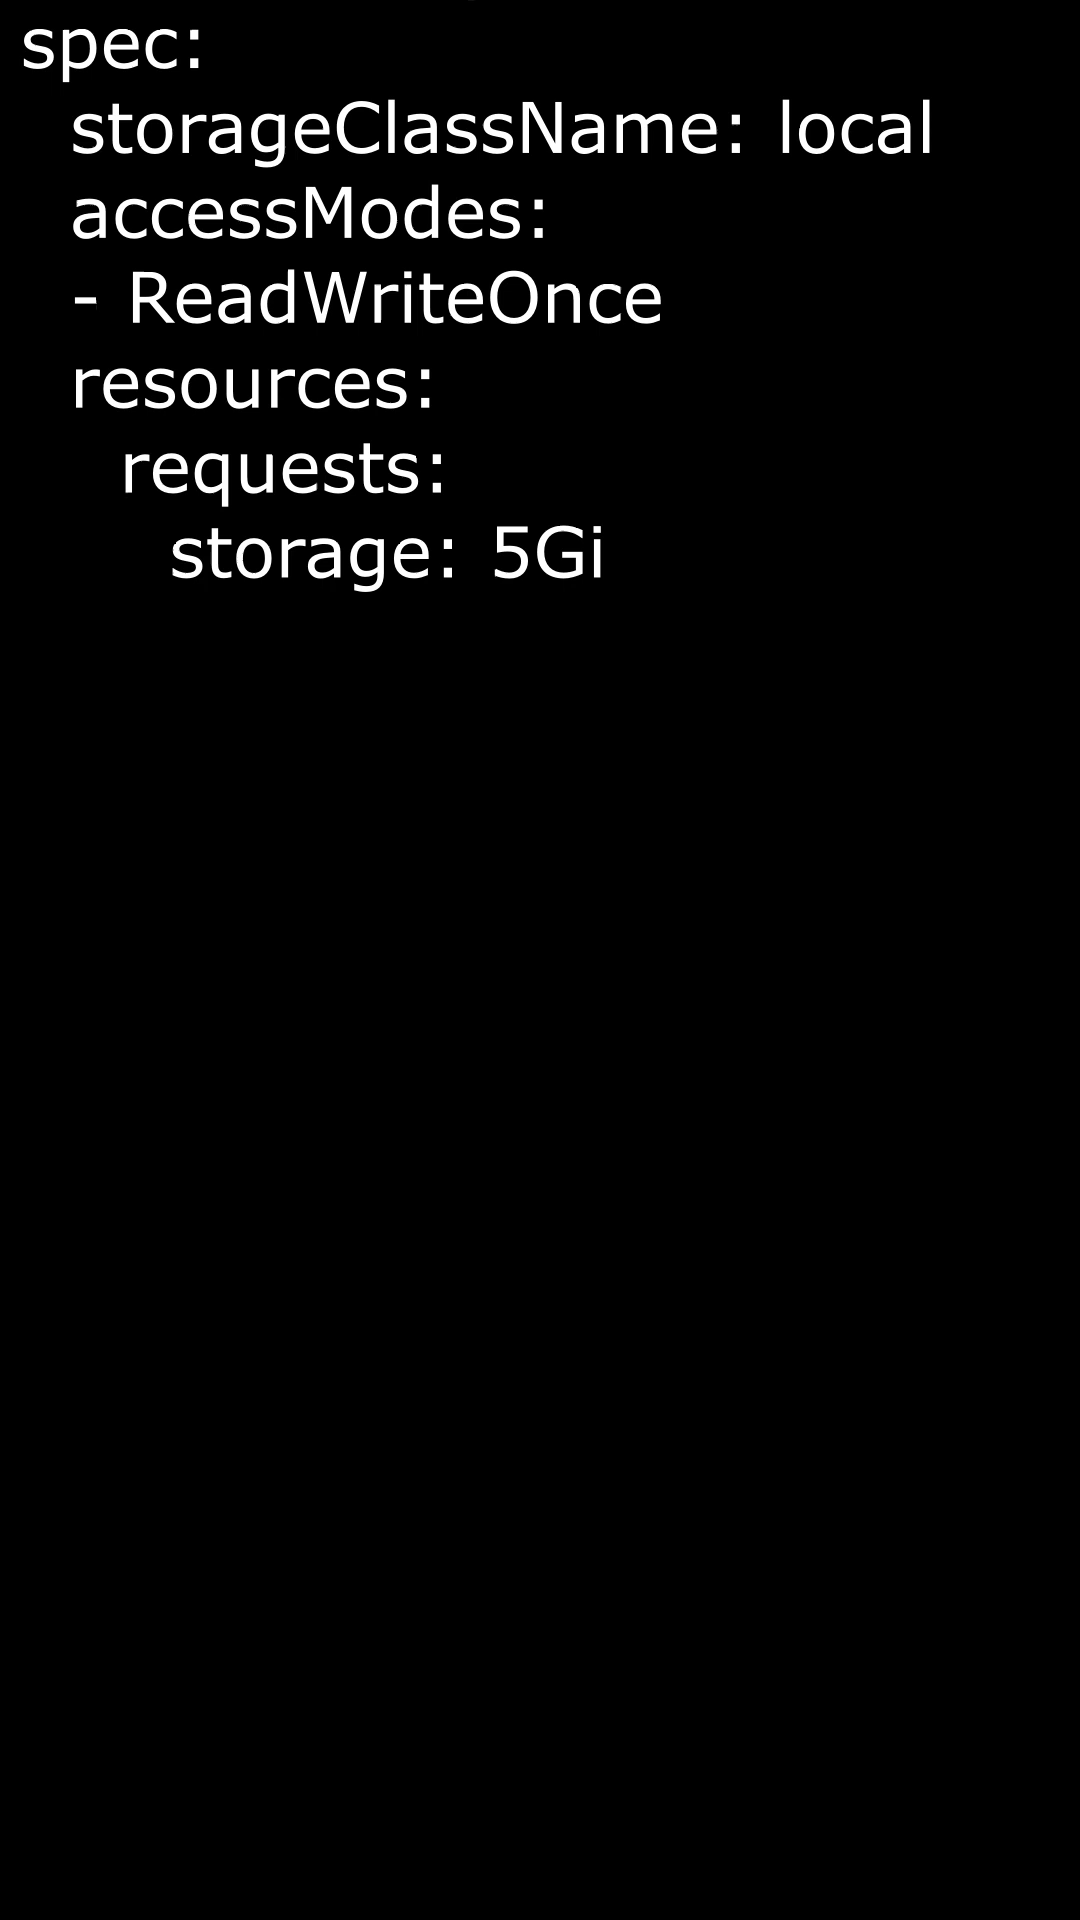 spec:
  storageClassName: local
  accessModes:
  - ReadWriteOnce
  resources:
    requests:
      storage: 5Gi